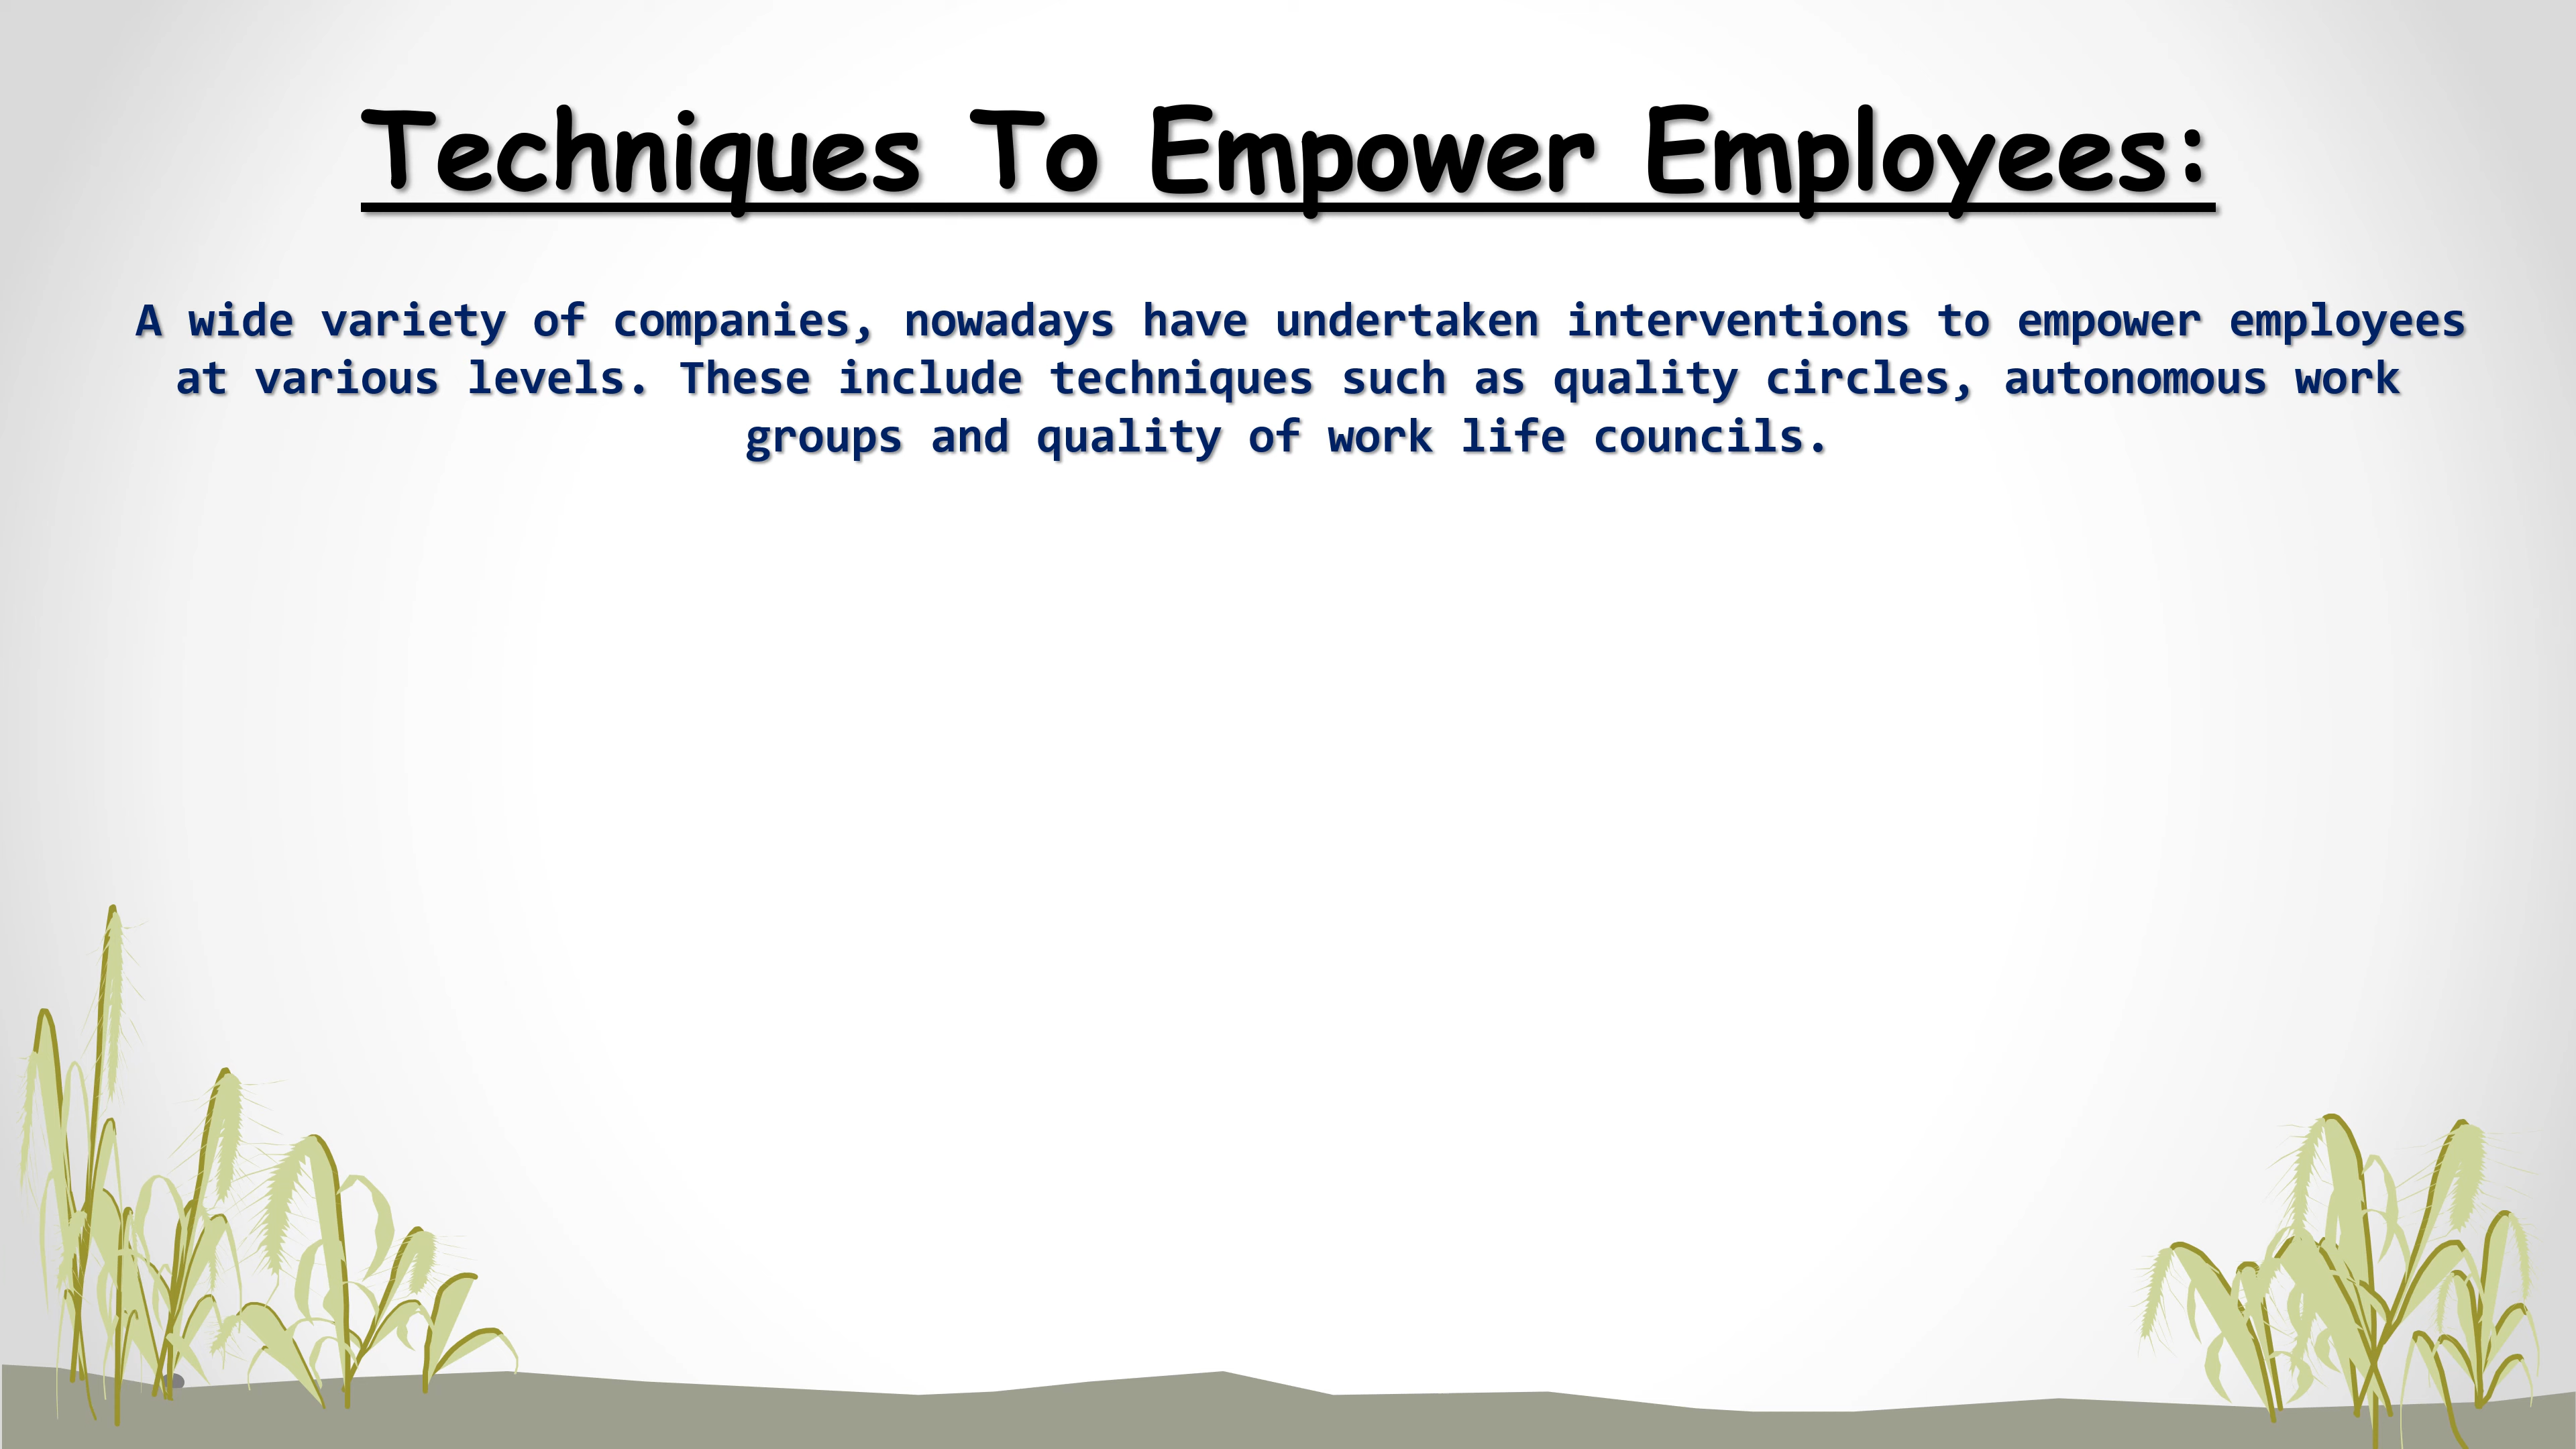 Techniques To Empower Employees:
A wide variety of companies, nowadays have undertaken interventions to empower employees
at various levels. These include techniques such as quality circles, autonomous work
groups and quality of work life councils.